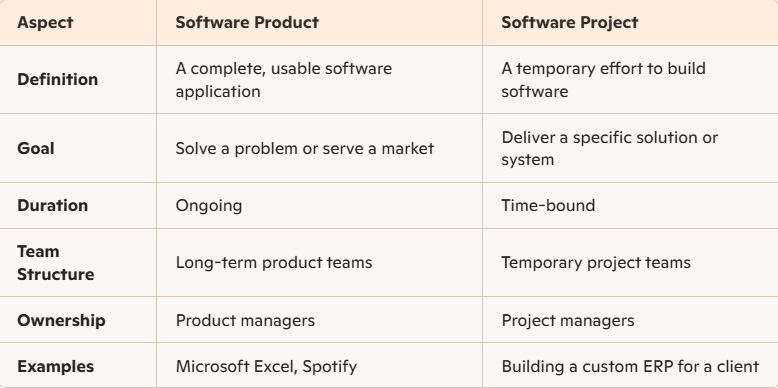 Aspect Software Product Software Project
Definition A complete, usable software application A temporary effort to build software
Goal Solve a problem or serve a market Deliver a specific solution or system
Duration Ongoing Time-bound
Team Structure Long-term product teams Temporary project teams
Ownership Product managers Project managers
Examples Microsoft Excel, Spotify Building a custom ERP for a client